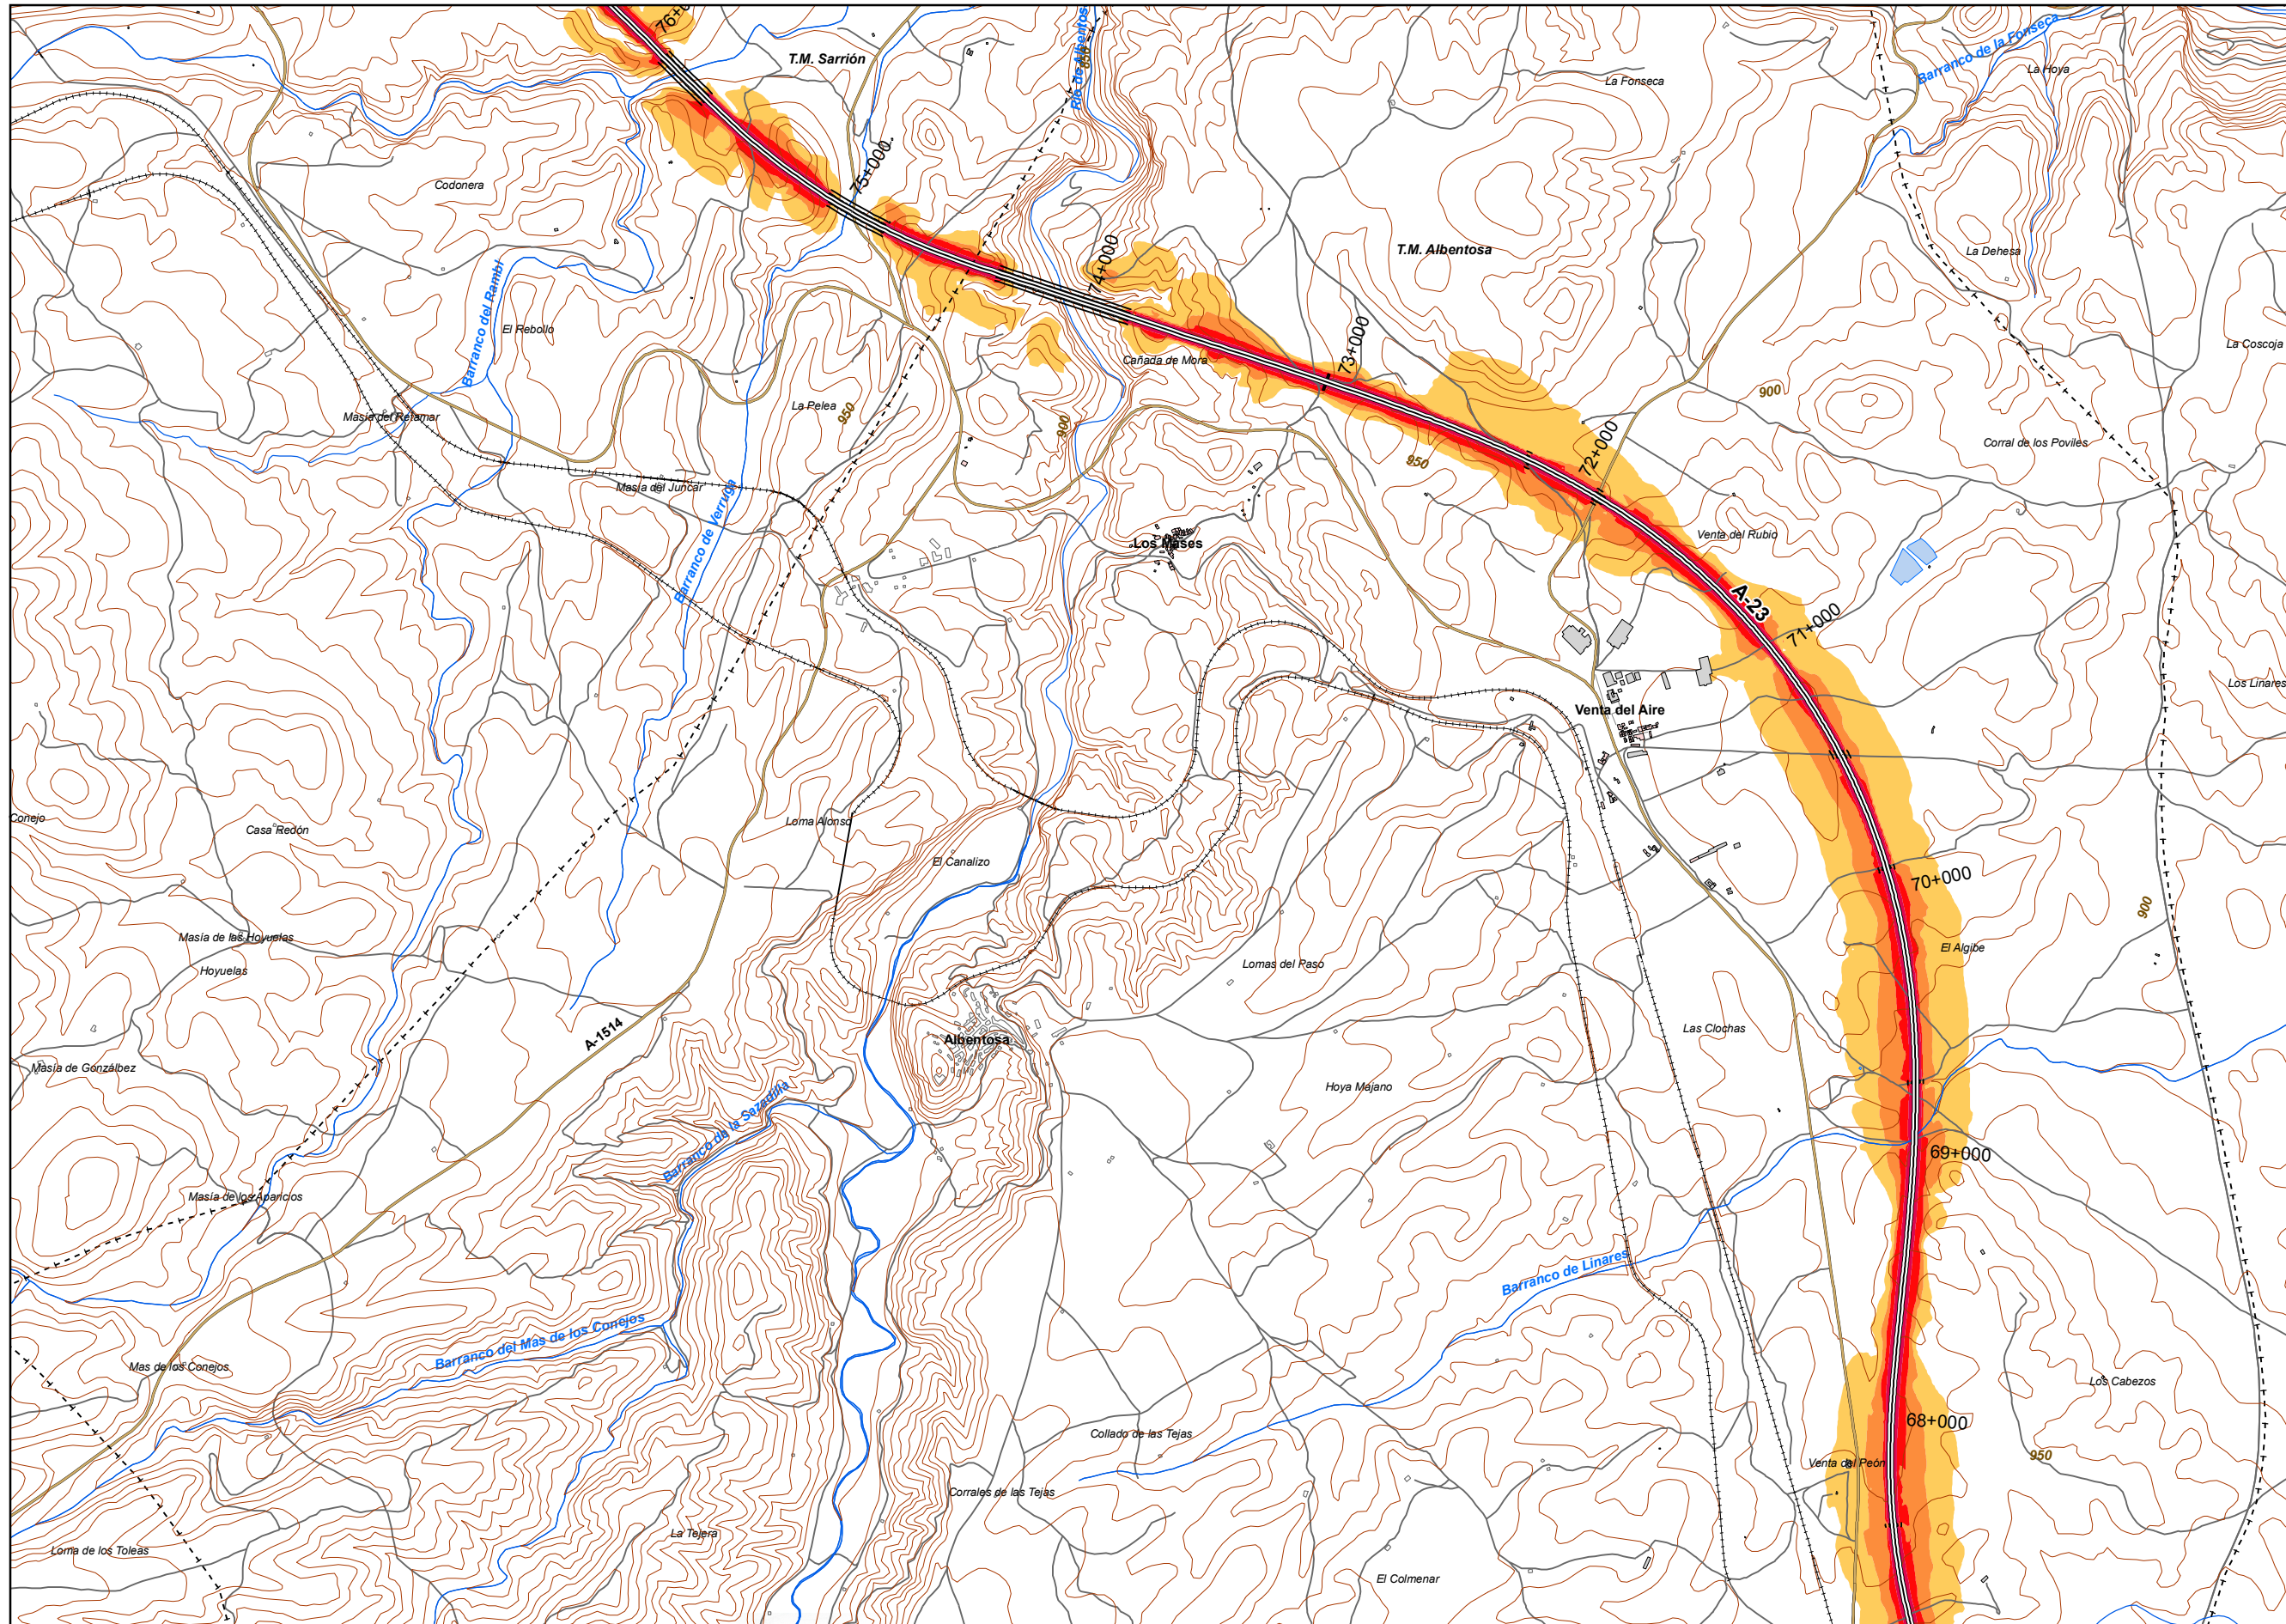 76+0
T.M. Sarrión
Río de Albentosa
850
La Fonseca
Barranco de la Fonseca
La Hoya
Codonera
75+000
74+000
T.M. Albentosa
La Dehesa
Barranco del Rambl
El Rebollo
73+000
La Coscoja
Cañada de Mora
900
La Pelea
950
Masía del Retamar
900
950
72+000
Corral de los Poviles
Masía del Juncar
Barranco de Verruga
Los Mases
Venta del Rubio
A-23
71+000
Los Linares
Venta del Aire
Conejo
Casa Redón
Loma Alonso
El Canalizo
70+000
900
Masía de las Hoyuelas
El Algibe
Hoyuelas
Lomas del Paso
A-1514
Albentosa
Las Clochas
Masía de Gonzálbez
Hoya Majano
Barranco de la Sazedilla
69+000
Masía de los Aparicios
Barranco de Linares
Barranco del Mas de los Conejos
Mas de los Conejos
Los Cabezos
68+000
Collado de las Tejas
950
Venta del Peón
Corrales de las Tejas
La Tejera
Loma de los Toleas
El Colmenar